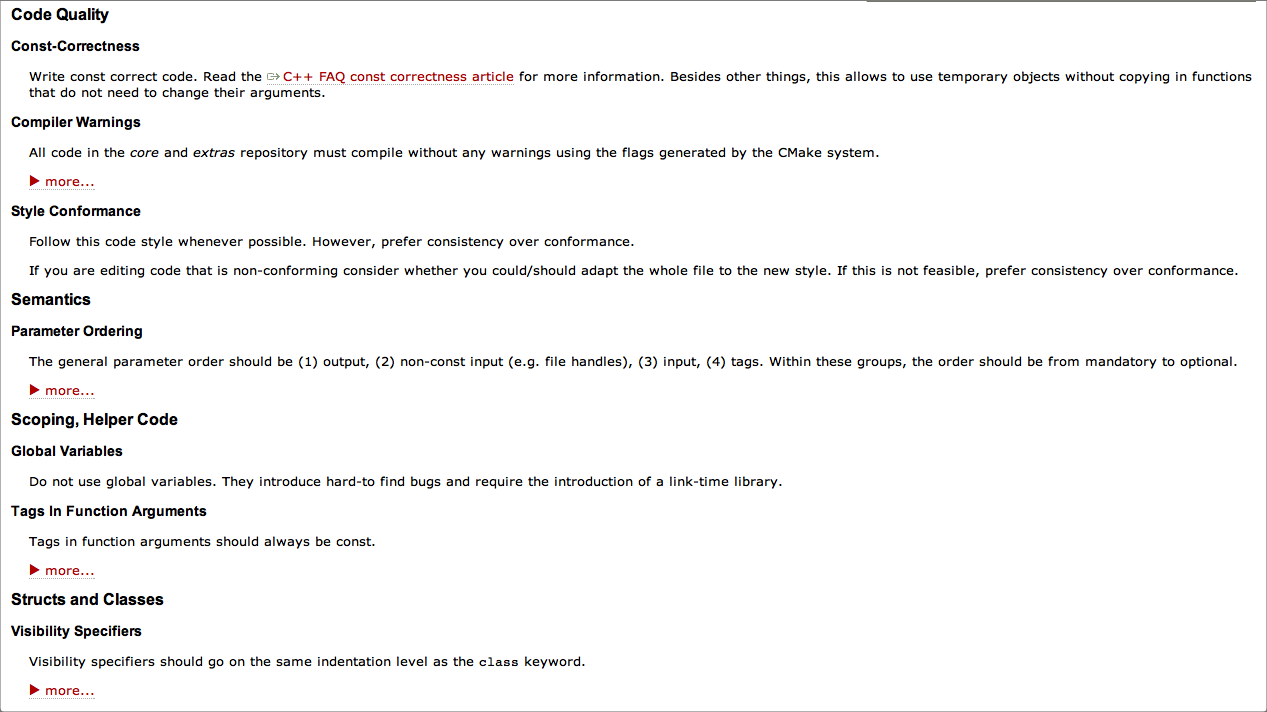 Code Quality
Const-Correctness
Write const correct code. Read the C++ FAQ const correctness article for more information. Besides other things, this allows to use temporary objects without copying in functions
that do not need to change their arguments.
Compiler Warnings
All code in the core and extras repository must compile without any warnings using the flags generated by the CMake system.
▶ more...
Style Conformance
Follow this code style whenever possible. However, prefer consistency over conformance.
If you are editing code that is non-conforming consider whether you could/should adapt the whole file to the new style. If this is not feasible, prefer consistency over conformance.
Semantics
Parameter Ordering
The general parameter order should be (1) output, (2) non-const input (e.g. file handles), (3) input, (4) tags. Within these groups, the order should be from mandatory to optional.
▶ more...
Scoping, Helper Code
Global Variables
Do not use global variables. They introduce hard-to find bugs and require the introduction of a link-time library.
Tags In Function Arguments
Tags in function arguments should always be const.
▶ more...
Structs and Classes
Visibility Specifiers
Visibility specifiers should go on the same indentation level as the class keyword.
▶ more...